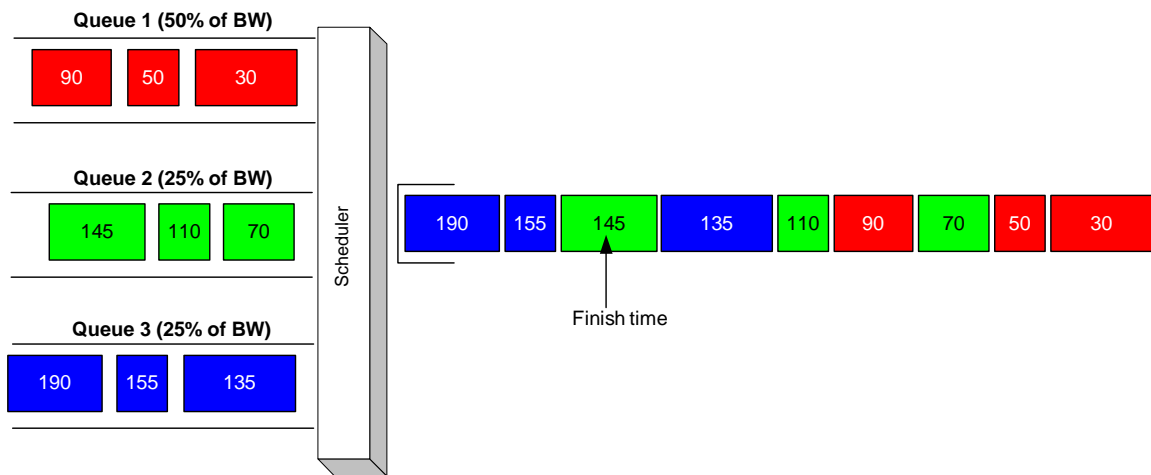 Queue 1 (50% of BW)
90 50 30
Queue 2 (25% of BW)
145 110 70
Queue 3 (25% of BW)
190 155 135
Scheduler
190 155 145 135 110 90 70 50 30
Finish time